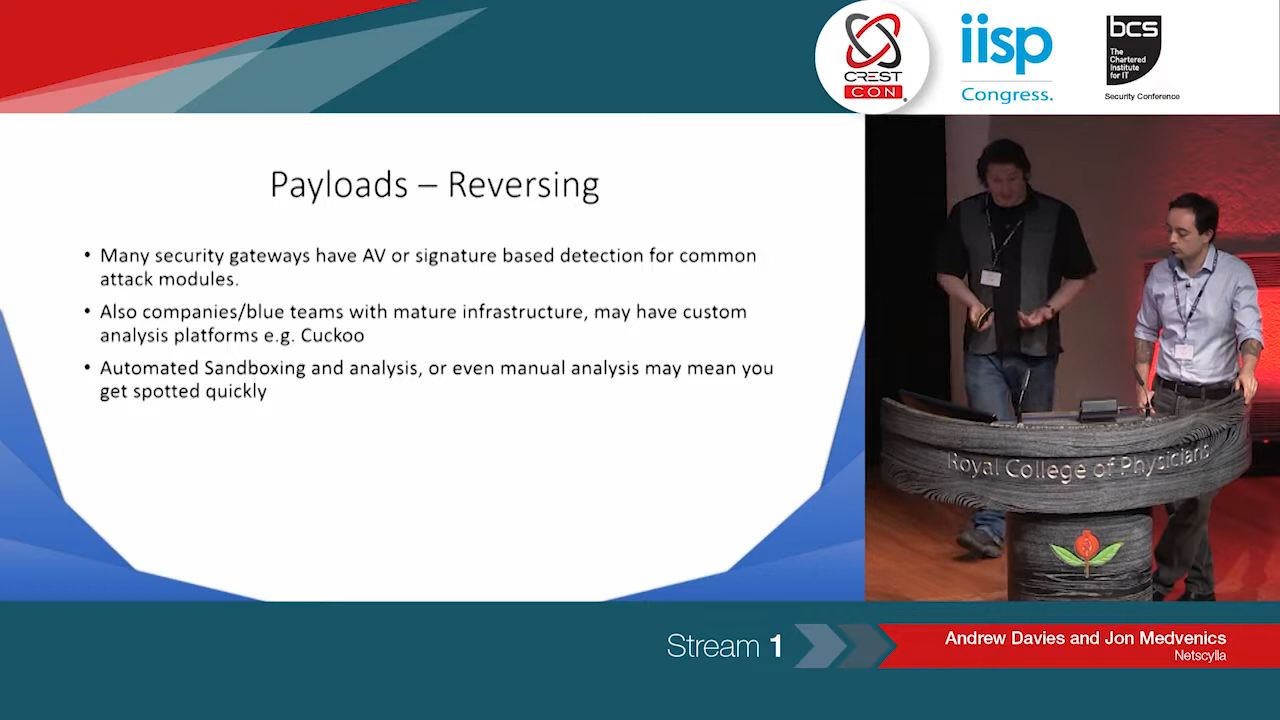 CREST
CON
iisp
Congress.
bcs
The
Chartered
Institute
for IT
Security Conference
Payloads – Reversing
• Many security gateways have AV or signature based detection for common
attack modules.
• Also companies/blue teams with mature infrastructure, may have custom
analysis platforms e.g. Cuckoo
• Automated Sandboxing and analysis, or even manual analysis may mean you
get spotted quickly
Royal College of Physicians
Stream 1
Andrew Davies and Jon Medvenics
Netscylla